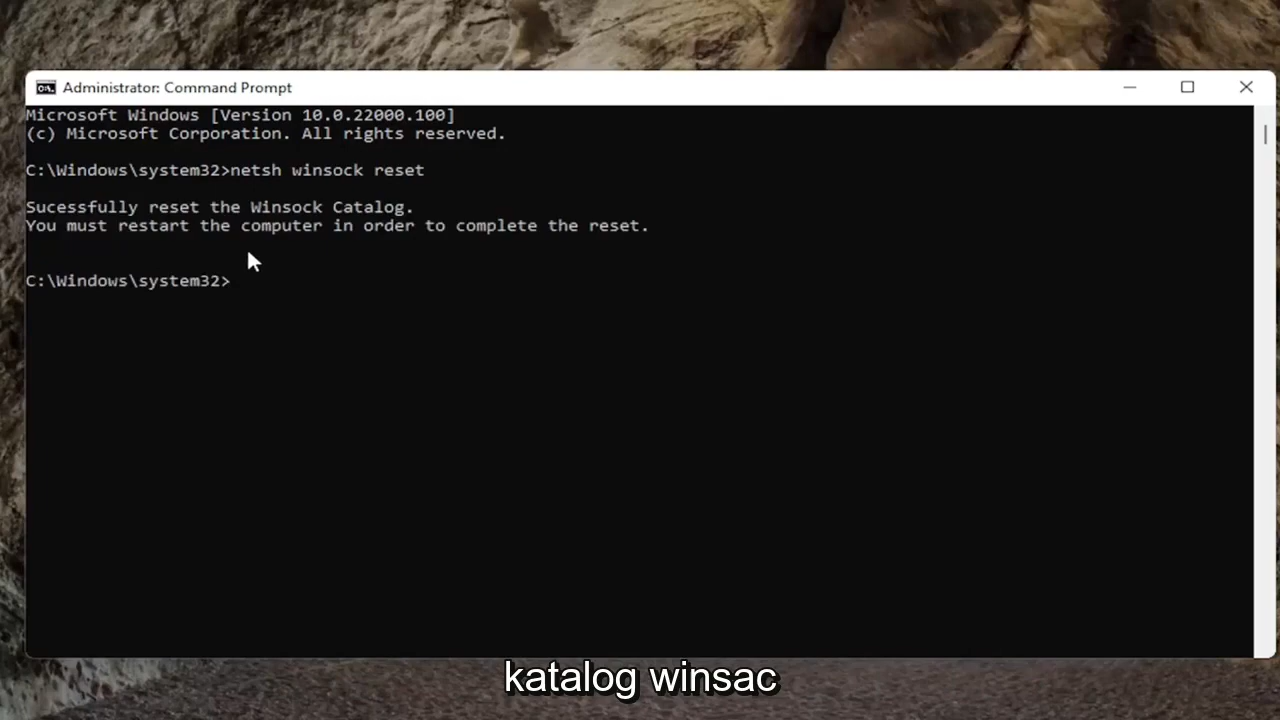 Administrator: Command Prompt
Microsoft Windows [Version 10.0.22000.100]
(c) Microsoft Corporation. All rights reserved.
C:\Windows\system32>netsh winsock reset
Sucessfully reset the Winsock Catalog.
You must restart the computer in order to complete the reset.
C:\Windows\system32>
katalog winsac